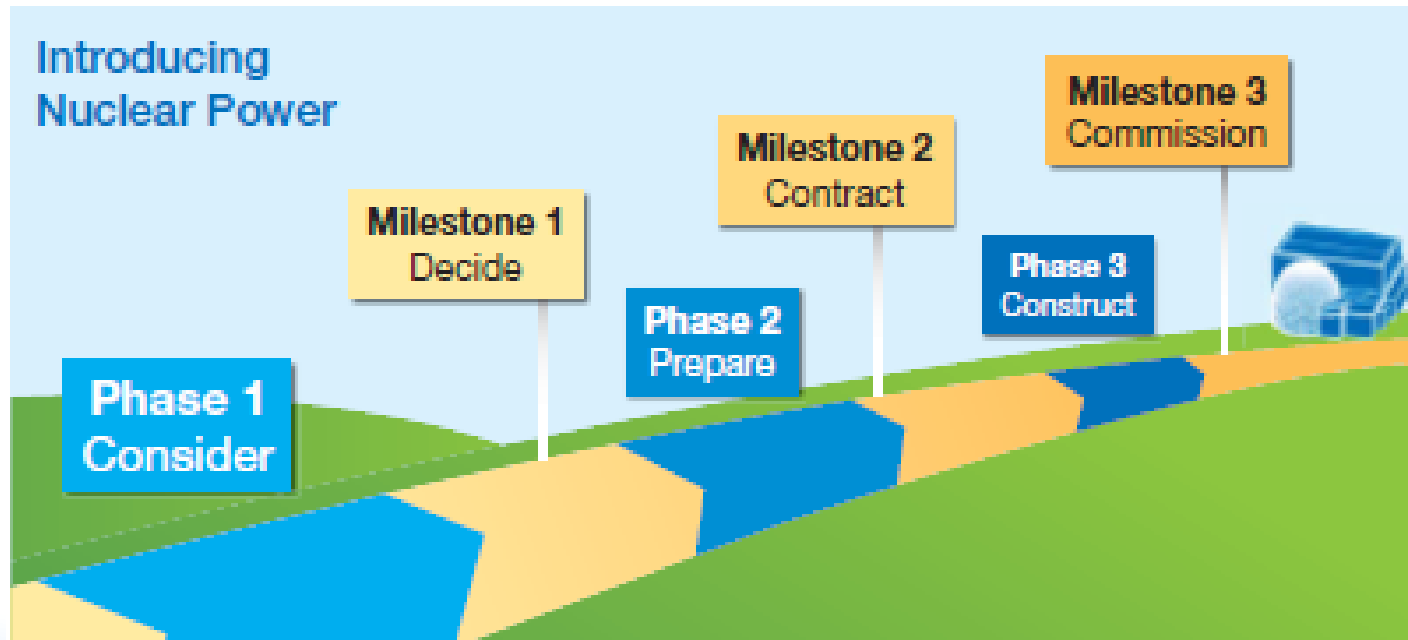 Introducing
Nuclear Power
Phase 1
Consider
Milestone 1
Decide
Phase 2
Prepare
Milestone 2
Contract
Phase 3
Construct
Milestone 3
Commission